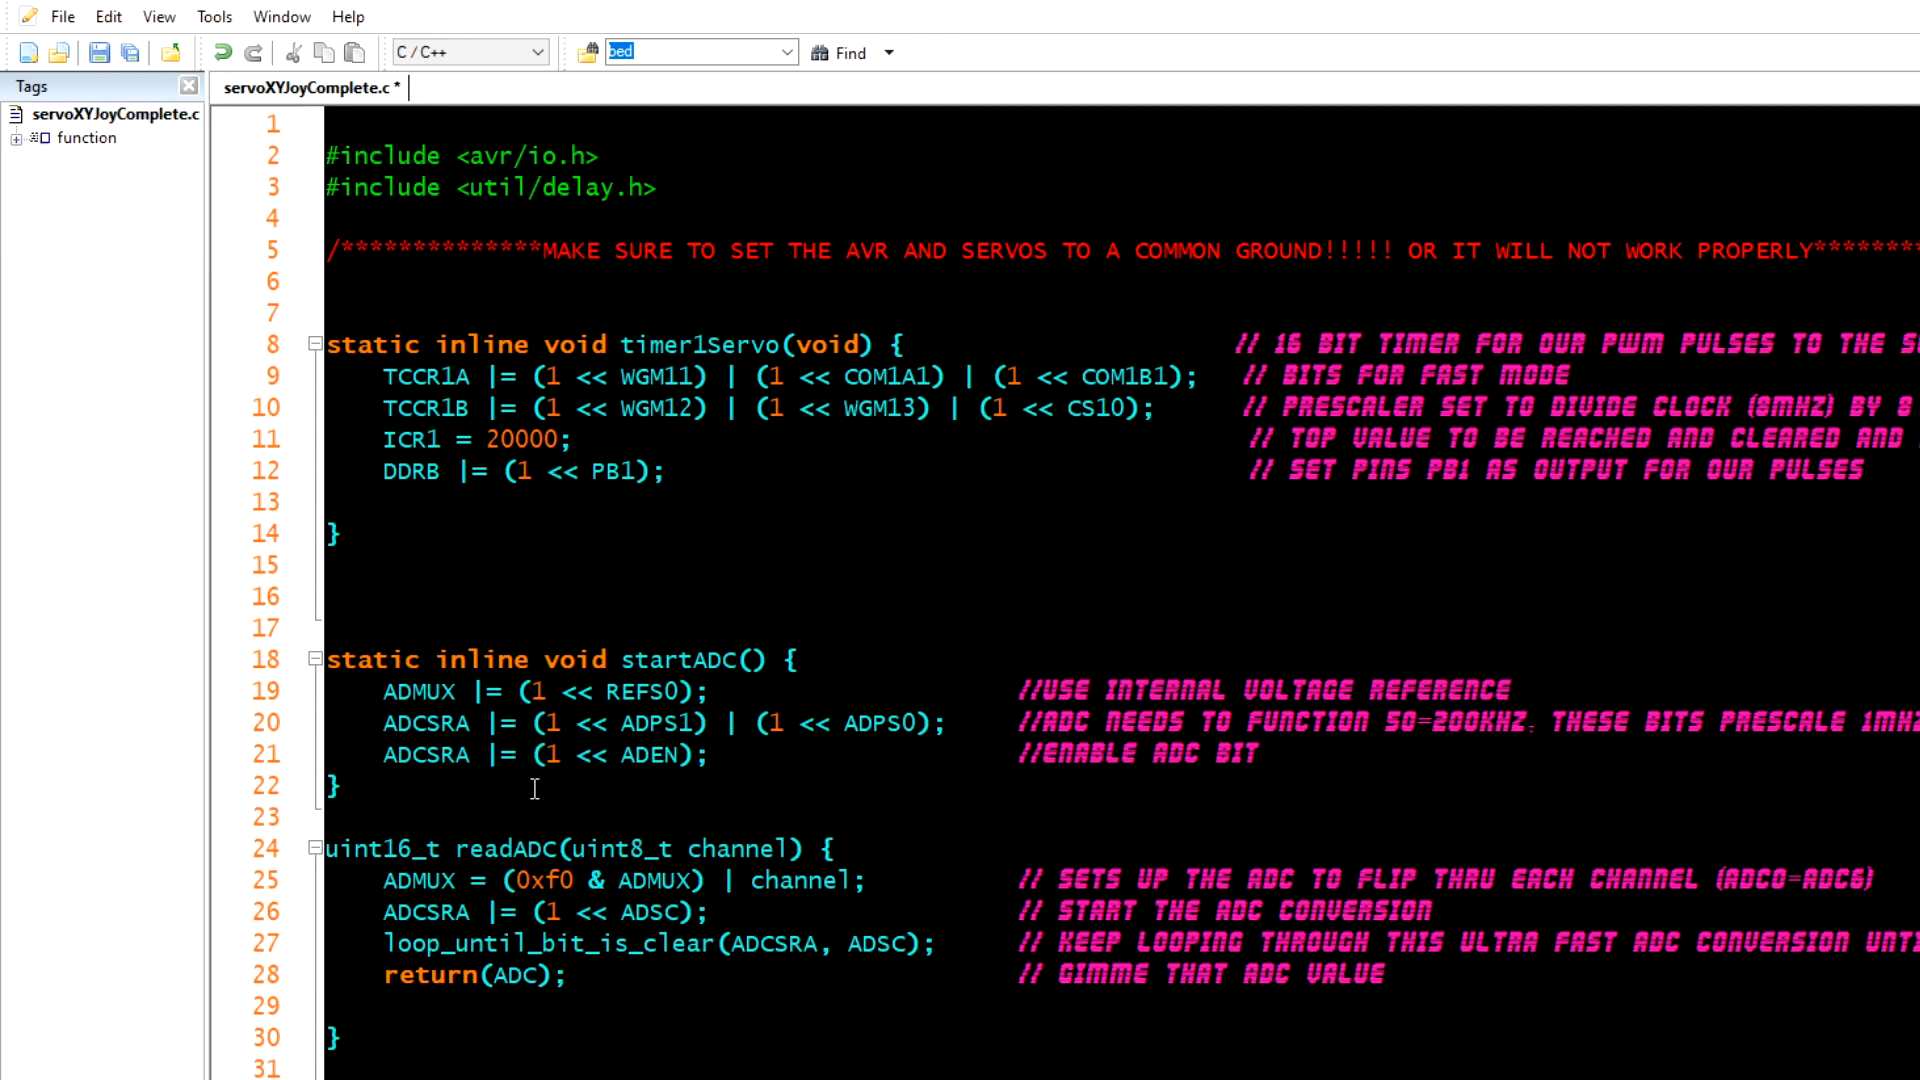 File Edit View Tools Window Help
C / C++ bed Find
Tags
servoXYJoyComplete.c *
servoXYJoyComplete.c
function
1
2 #include <avr/io.h>
3 #include <util/delay.h>
4
5 /**************MAKE SURE TO SET THE AVR AND SERVOS TO A COMMON GROUND!!!!! OR IT WILL NOT WORK PROPERLY********
6
7
8 static inline void timer1Servo(void) { // 16 BIT TIMER FOR OUR PWM PULSES TO THE
9 TCCR1A |= (1 << WGM11) | (1 << COM1A1) | (1 << COM1B1); // BITS FOR FAST MODE
10 TCCR1B |= (1 << WGM12) | (1 << WGM13) | (1 << CS10); // PRESCALER SET TO DIVIDE CLOCK (8MHZ) BY 8
11 ICR1 = 20000; // TOP VALUE TO BE REACHED AND CLEARED AND
12 DDRB |= (1 << PB1); // SET PINS PB1 AS OUTPUT FOR OUR PULSES
13
14 }
15
16
17
18 static inline void startADC() {
19 ADMUX |= (1 << REFS0); //USE INTERNAL VOLTAGE REFERENCE
20 ADCSRA |= (1 << ADPS1) | (1 << ADPS0); //ADC NEEDS TO FUNCTION 50-200KHZ. THESE BITS PRESCALE 1MHZ
21 ADCSRA |= (1 << ADEN); //ENABLE ADC BIT
22 }
23
24 uint16_t readADC(uint8_t channel) {
25 ADMUX = (0xf0 & ADMUX) | channel; // SETS UP THE ADC TO FLIP THRU EACH CHANNEL (ADC0-ADC6)
26 ADCSRA |= (1 << ADSC); // START THE ADC CONVERSION
27 loop_until_bit_is_clear(ADCSRA, ADSC); // KEEP LOOPING THROUGH THIS ULTRA FAST ADC CONVERSION UNTI
28 return(ADC); // GIMME THAT ADC VALUE
29
30 }
31